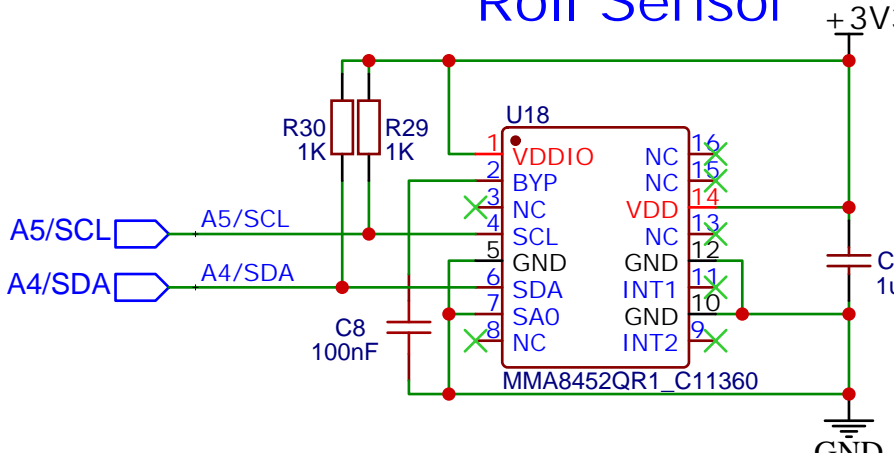 Roll Sensor
+3V3
U18
R30
1K
R29
1K
1
VDDIO
2
BYP
3
NC
4
SCL
5
GND
6
SDA
7
SA0
8
NC
16
NC
15
NC
14
VDD
13
NC
12
GND
11
INT1
10
GND
9
INT2
A5/SCL
A5/SCL
A4/SDA
A4/SDA
C8
100nF
C
1u
MMA8452QR1_C11360
GND